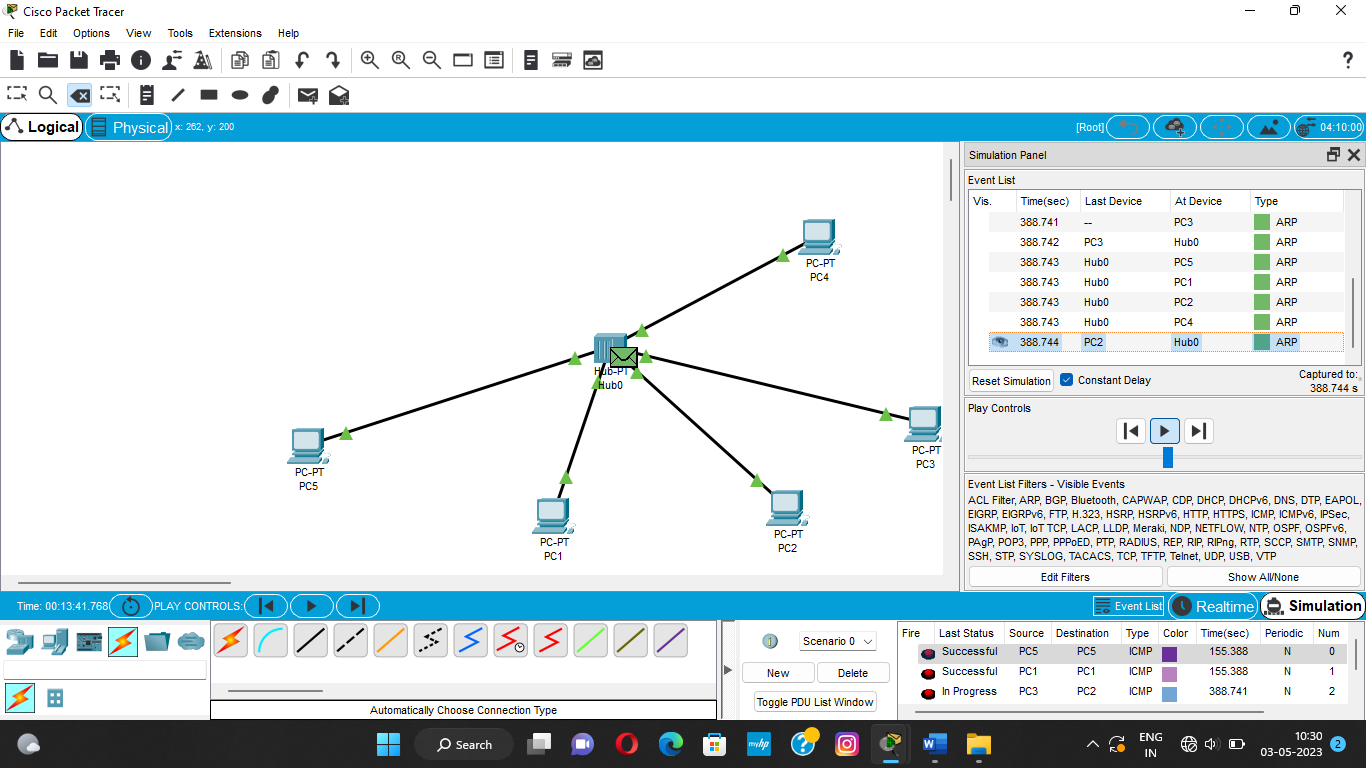 Cisco Packet Tracer
File Edit Options View Tools Extensions Help
Logical Physical x: 262, y: 200 [Root] 04:10:00
Simulation Panel
Event List
Vis. Time(sec) Last Device At Device Type
388.741 -- PC3 ARP
388.742 PC3 Hub0 ARP
388.743 Hub0 PC5 ARP
388.743 Hub0 PC1 ARP
388.743 Hub0 PC2 ARP
388.743 Hub0 PC4 ARP
388.744 PC2 Hub0 ARP
Reset Simulation Constant Delay Captured to:
388.744 s
Play Controls
Event List Filters - Visible Events
ACL Filter, ARP, BGP, Bluetooth, CAPWAP, CDP, DHCP, DHCPv6, DNS, DTP, EAPOL,
EIGRP, EIGRPv6, FTP, H.323, HSRP, HSRPv6, HTTP, HTTPS, ICMP, ICMPv6, IPSec,
ISAKMP, IoT, IoT TCP, LACP, LLDP, Meraki, NDP, NETFLOW, NTP, OSPF, OSPFv6,
PAgP, POP3, PPP, PPPoED, PTP, RADIUS, REP, RIP, RIPng, RTP, SCCP, SMTP, SNMP,
SSH, STP, SYSLOG, TACACS, TCP, TFTP, Telnet, UDP, USB, VTP
Edit Filters Show All/None
PC-PT
PC4
Hub-PT
Hub0
PC-PT
PC3
PC-PT
PC5
PC-PT
PC1
PC-PT
PC2
Time: 00:13:41.768 PLAY CONTROLS: Event List Realtime Simulation
Automatically Choose Connection Type
Scenario 0
New Delete
Toggle PDU List Window
Fire Last Status Source Destination Type Color Time(sec) Periodic Num
Successful PC5 PC5 ICMP 155.388 N 0
Successful PC1 PC1 ICMP 155.388 N 1
In Progress PC3 PC2 ICMP 388.741 N 2
Search
myhp
ENG
IN
10:30
03-05-2023
2